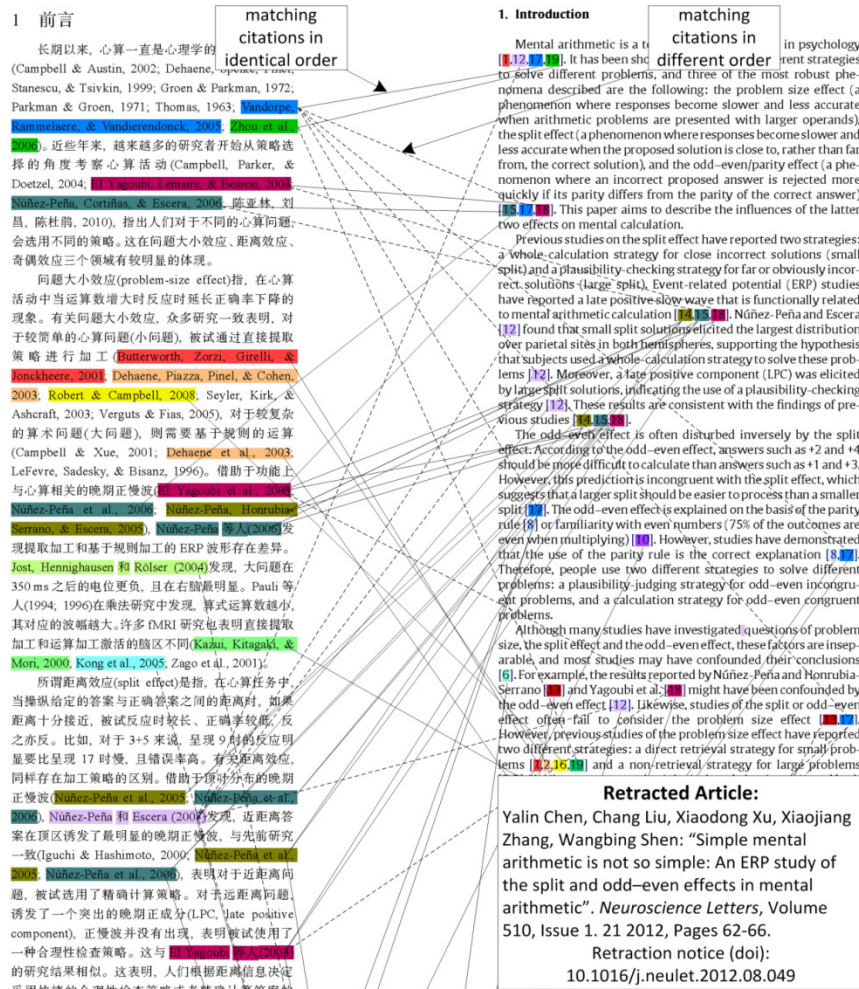 matching
citations in
identical order
matching
citations in
different order
1 前言
长期以来, 心算一直是心理学的
(Campbell & Austin, 2002; Dehaene, Spelke, Pinel,
Stanescu, & Tsivkin, 1999; Groen & Parkman, 1972;
Parkman & Groen, 1971; Thomas, 1963; Vandorpe,
Rammelaere, & Vandierendonck, 2005; Zhou et al.,
2006)。近些年来, 越来越多的研究者开始从策略选
择的角度考察心算活动(Campbell, Parker, &
Doetzel, 2004; El Yagoubi, Lemaire, & Besson, 2003;
Núñez-Peña, Cortiñas, & Escera, 2006; 陈亚林, 刘
昌, 陈杜鹃, 2010), 指出人们对于不同的心算问题,
会选用不同的策略。这在问题大小效应、距离效应、
奇偶效应三个领域有较明显的体现。
问题大小效应(problem-size effect)指, 在心算
活动中当运算数增大时反应时延长正确率下降的
现象。有关问题大小效应, 众多研究一致表明, 对
于较简单的心算问题(小问题), 被试通过直接提取
策略进行加工(Butterworth, Zorzi, Girelli, &
Jonckheere, 2001; Dehaene, Piazza, Pinel, & Cohen,
2003; Robert & Campbell, 2008; Seyler, Kirk, &
Ashcraft, 2003; Verguts & Fias, 2005), 对于较复杂
的算术问题(大问题), 则需要基于规则的运算
(Campbell & Xue, 2001; Dehaene et al., 2003;
LeFevre, Sadesky, & Bisanz, 1996)。借助于功能上
与心算相关的晚期正慢波(El Yagoubi et al., 2003;
Núñez-Peña et al., 2006; Núñez-Peña, Honrubia-
Serrano, & Escera, 2005), Núñez-Peña 等人(2006)发
现提取加工和基于规则加工的 ERP 波形存在差异。
Jost, Hennighausen 和 Rölser (2004)发现, 大问题在
350 ms 之后的电位更负, 且在右脑最明显。Pauli 等
人(1994; 1996)在乘法研究中发现, 算式运算数越小,
其对应的波幅越大。许多 fMRI 研究也表明直接提取
加工和运算加工激活的脑区不同(Kazui, Kitagaki, &
Mori, 2000; Kong et al., 2005; Zago et al., 2001)。
所谓距离效应(split effect)是指, 在心算任务中,
当操纵给定的答案与正确答案之间的距离时, 如果
距离十分接近, 被试反应时较长、正确率较低, 反
之亦反。比如, 对于 3+5 来说, 呈现 9 时的反应明
显要比呈现 17 时慢, 且错误率高。有关距离效应,
同样存在加工策略的区别。借助于顶叶分布的晚期
正慢波(Núñez-Peña et al., 2005; Núñez-Peña et al.,
2006), Núñez-Peña 和 Escera (2007)发现, 近距离答
案在顶区诱发了最明显的晚期正慢波, 与先前研究
一致(Iguchi & Hashimoto, 2000; Núñez-Peña et al.,
2005; Núñez-Peña et al., 2006), 表明对于近距离问
题, 被试选用了精确计算策略。对于远距离问题,
诱发了一个突出的晚期正成分(LPC, late positive
component), 正慢波并没有出现, 表明被试使用了
一种合理性检查策略。这与 El Yagoubi 等人(2003)
的研究结果相似。这表明, 人们根据距离信息决定
1. Introduction
Mental arithmetic is a in psychology
[1,12,17,19]. It has been sho rent strategies
to solve different problems, and three of the most robust phe-
nomena described are the following: the problem size effect (a
phenomenon where responses become slower and less accurate
when arithmetic problems are presented with larger operands),
the split effect (a phenomenon where responses become slower and
less accurate when the proposed solution is close to, rather than far
from, the correct solution), and the odd–even/parity effect (a phe-
nomenon where an incorrect proposed answer is rejected more
quickly if its parity differs from the parity of the correct answer)
[15,17,18]. This paper aims to describe the influences of the latter
two effects on mental calculation.
Previous studies on the split effect have reported two strategies:
a whole-calculation strategy for close incorrect solutions (small
split) and a plausibility-checking strategy for far or obviously incor-
rect solutions (large split). Event-related potential (ERP) studies
have reported a late positive slow wave that is functionally related
to mental arithmetic calculation [14,15,18]. Núñez-Peña and Escera
[12] found that small split solutions elicited the largest distribution
over parietal sites in both hemispheres, supporting the hypothesis
that subjects used a whole-calculation strategy to solve these prob-
lems [12]. Moreover, a late positive component (LPC) was elicited
by large split solutions, indicating the use of a plausibility-checking
strategy [12]. These results are consistent with the findings of pre-
vious studies [14,15,18].
The odd–even effect is often disturbed inversely by the split
effect. According to the odd–even effect, answers such as +2 and +4
should be more difficult to calculate than answers such as +1 and +3.
However, this prediction is incongruent with the split effect, which
suggests that a larger split should be easier to process than a smaller
split [17]. The odd–even effect is explained on the basis of the parity
rule [8] or familiarity with even numbers (75% of the outcomes are
even when multiplying) [10]. However, studies have demonstrated
that the use of the parity rule is the correct explanation [8,17].
Therefore, people use two different strategies to solve different
problems: a plausibility-judging strategy for odd–even incongru-
ent problems, and a calculation strategy for odd–even congruent
problems.
Although many studies have investigated questions of problem
size, the split effect and the odd–even effect, these factors are insep-
arable, and most studies may have confounded their conclusions
[6]. For example, the results reported by Núñez-Peña and Honrubia-
Serrano [13] and Yagoubi et al. [18] might have been confounded by
the odd–even effect [12]. Likewise, studies of the split or odd–even
effect often fail to consider the problem size effect [13,17].
However, previous studies of the problem size effect have reported
two different strategies: a direct retrieval strategy for small prob-
lems [1,2,16,19] and a non-retrieval strategy for large problems
Retracted Article:
Yalin Chen, Chang Liu, Xiaodong Xu, Xiaojiang
Zhang, Wangbing Shen: “Simple mental
arithmetic is not so simple: An ERP study of
the split and odd–even effects in mental
arithmetic”. Neuroscience Letters, Volume
510, Issue 1. 21 2012, Pages 62-66.
Retraction notice (doi):
10.1016/j.neulet.2012.08.049